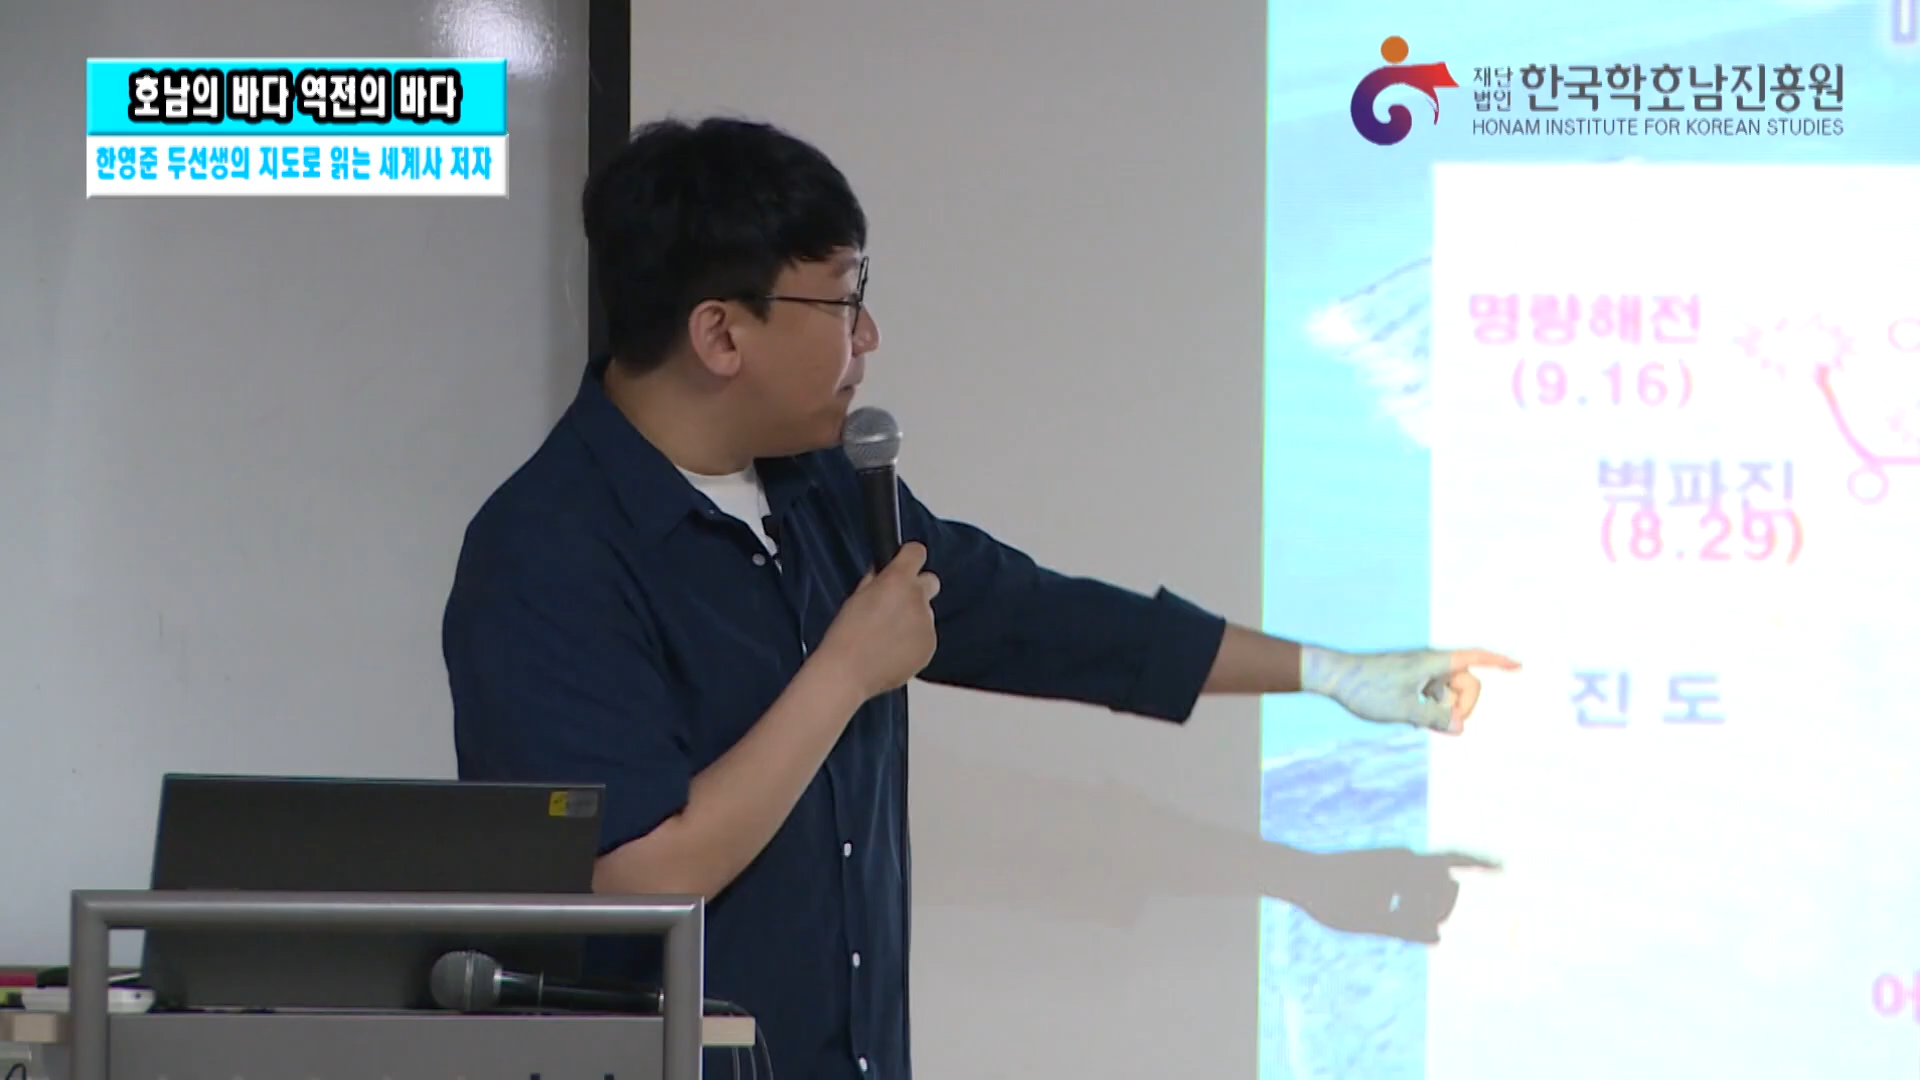 호남의 바다 역전의 바다
한영준 두선생의 지도로 읽는 세계사 저자
재단법인 한국학호남진흥원
HONAM INSTITUTE FOR KOREAN STUDIES
명량해전
(9.16)
벽파진
(8.29)
진 도
어